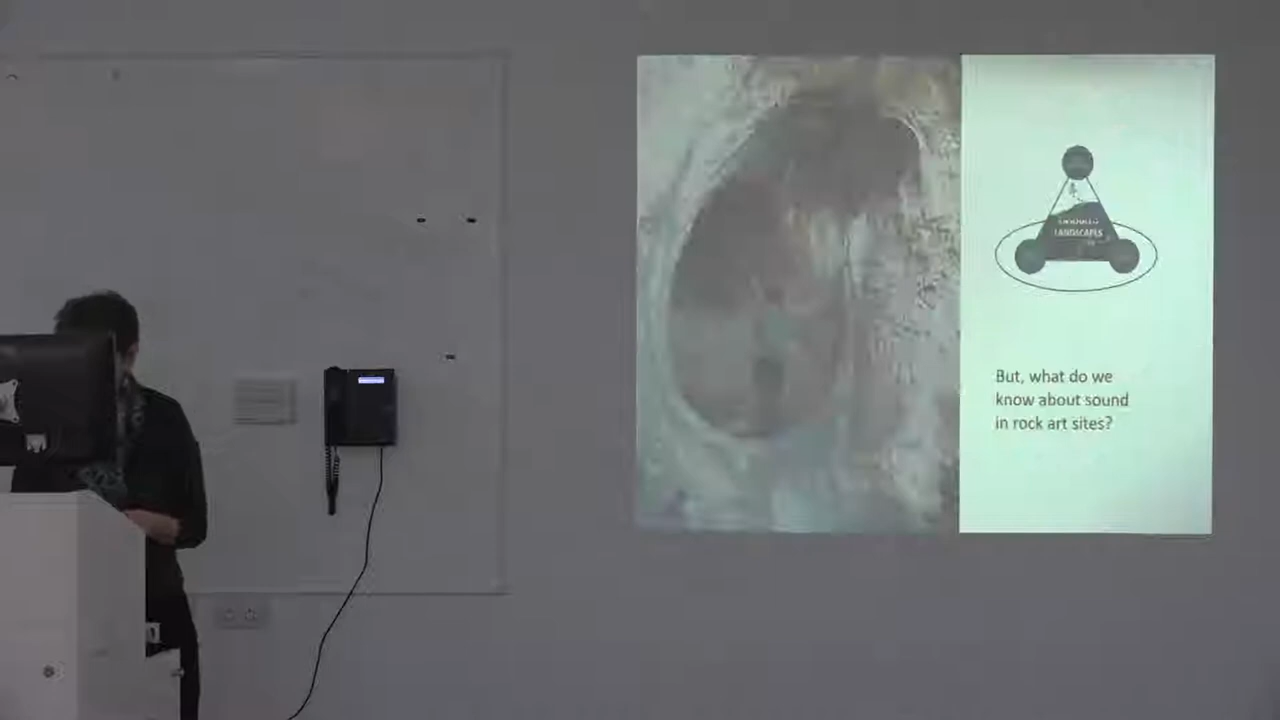 LANDSCAPES
But, what do we
know about sound
in rock art sites?